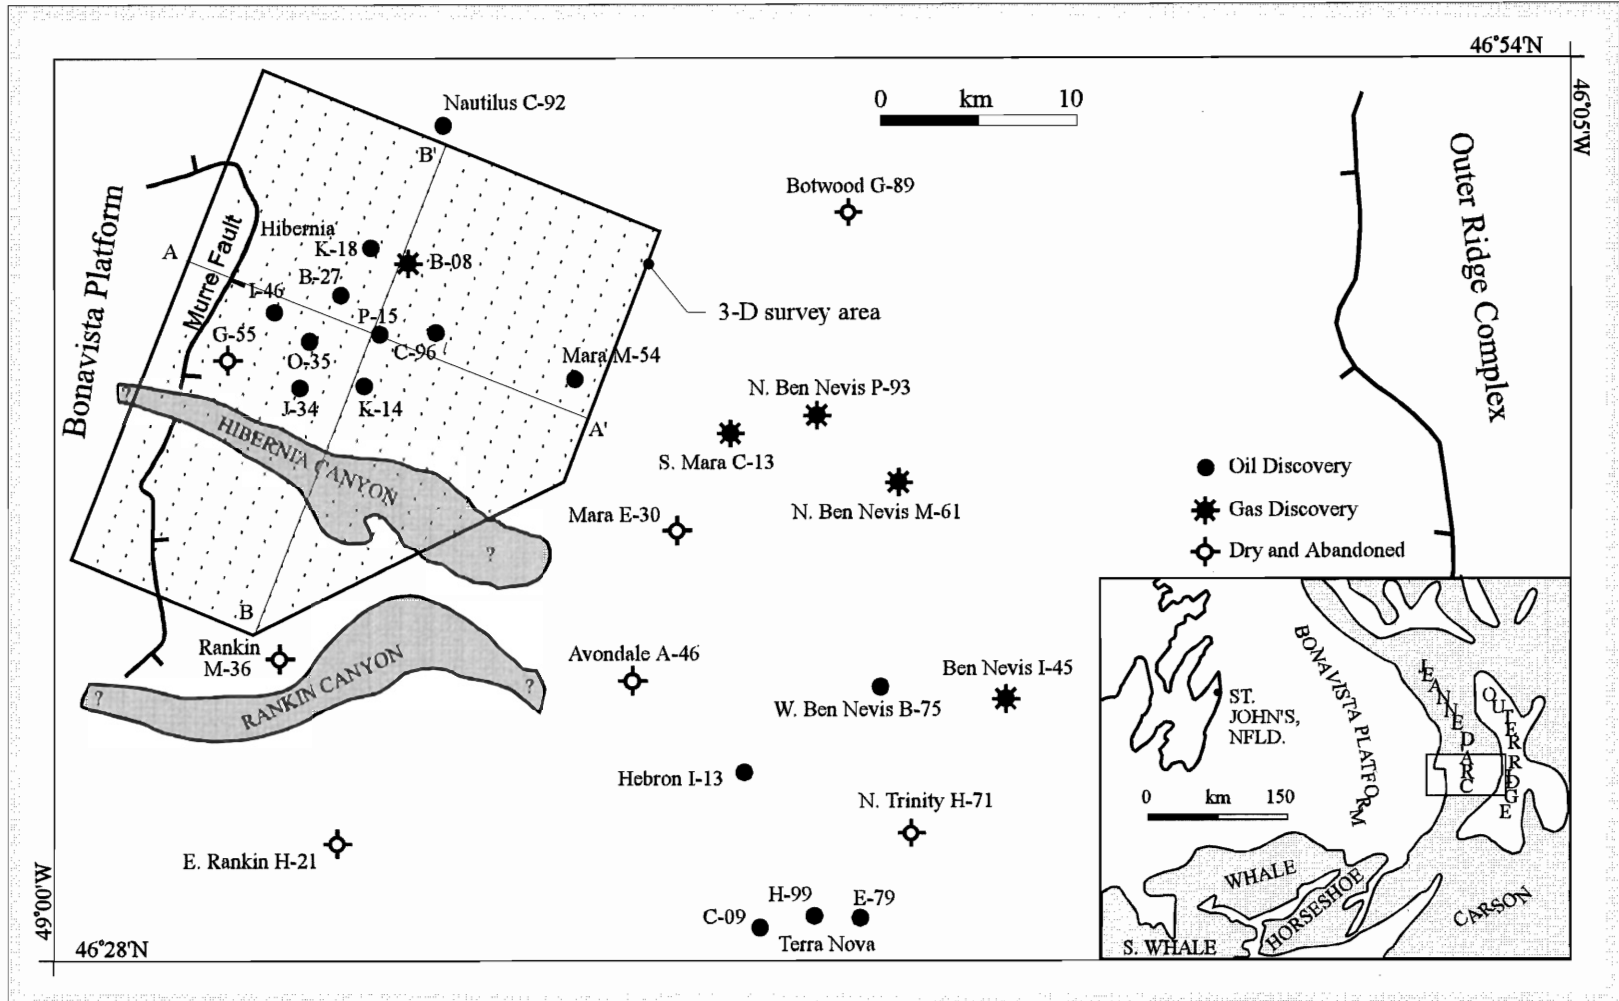 46°54'N
46°05'W
Nautilus C-92
0 km 10
B'
Botwood G-89
Bonavista Platform
Outer Ridge Complex
A
Murre Fault
Hibernia
K-18
B-08
B-27
I-46
3-D survey area
P-15
G-55
C-96
O-35
Mara M-54
J-34
K-14
N. Ben Nevis P-93
?
HIBERNIA CANYON
A'
S. Mara C-13
Oil Discovery
N. Ben Nevis M-61
Gas Discovery
Mara E-30
Dry and Abandoned
?
B
Rankin
M-36
Avondale A-46
Ben Nevis I-45
?
RANKIN CANYON
?
W. Ben Nevis B-75
Hebron I-13
N. Trinity H-71
E. Rankin H-21
H-99
E-79
C-09
Terra Nova
49°00'W
46°28'N
BONAVISTA PLATFORM
JEANNE D'ARC
OUTER RIDGE
ST.
JOHN'S,
NFLD.
0 km 150
WHALE
HORSESHOE
CARSON
S. WHALE